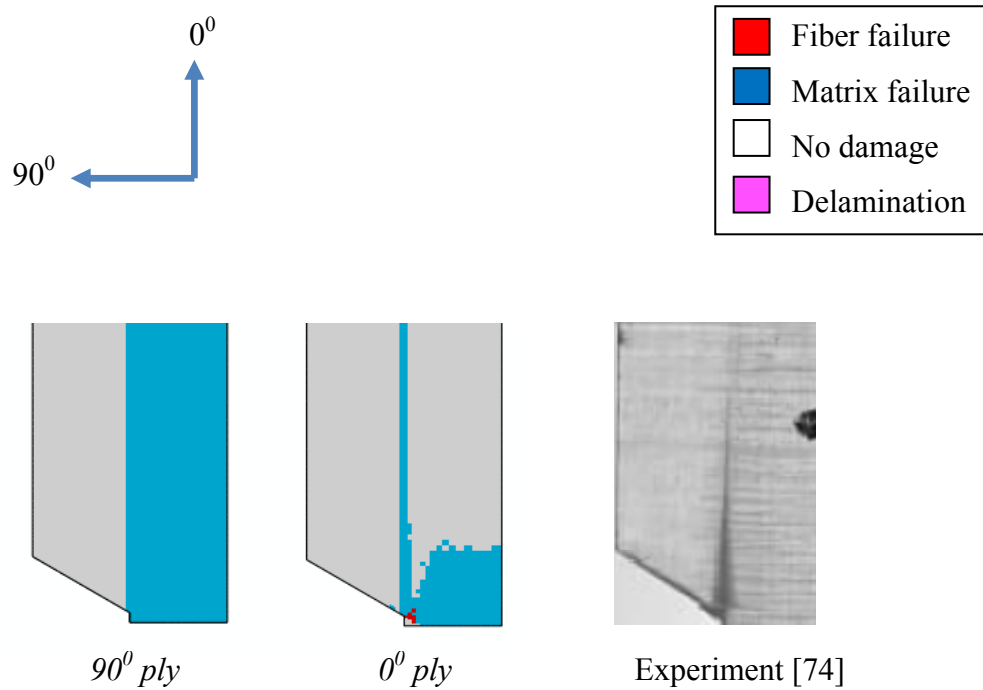 0⁰
90⁰
Fiber failure
Matrix failure
No damage
Delamination
90⁰ ply
0⁰ ply
Experiment [74]